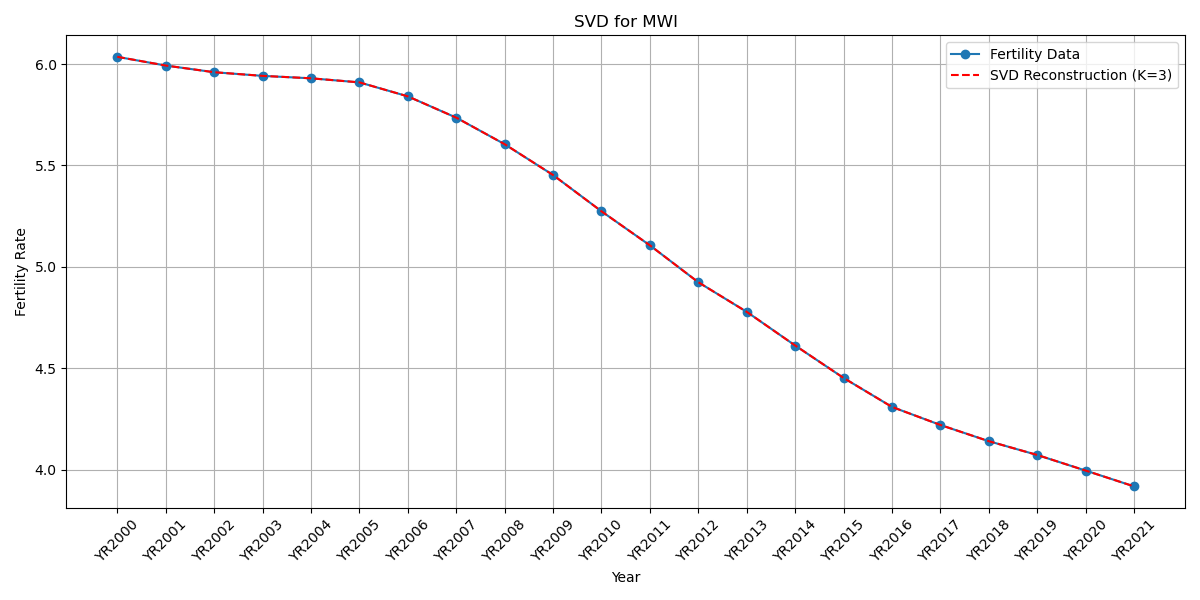 SVD for MWI
Fertility Data
SVD Reconstruction (K=3)
Fertility Rate
6.0
5.5
5.0
4.5
4.0
YR2000
YR2001
YR2002
YR2003
YR2004
YR2005
YR2006
YR2007
YR2008
YR2009
YR2010
YR2011
YR2012
YR2013
YR2014
YR2015
YR2016
YR2017
YR2018
YR2019
YR2020
YR2021
Year